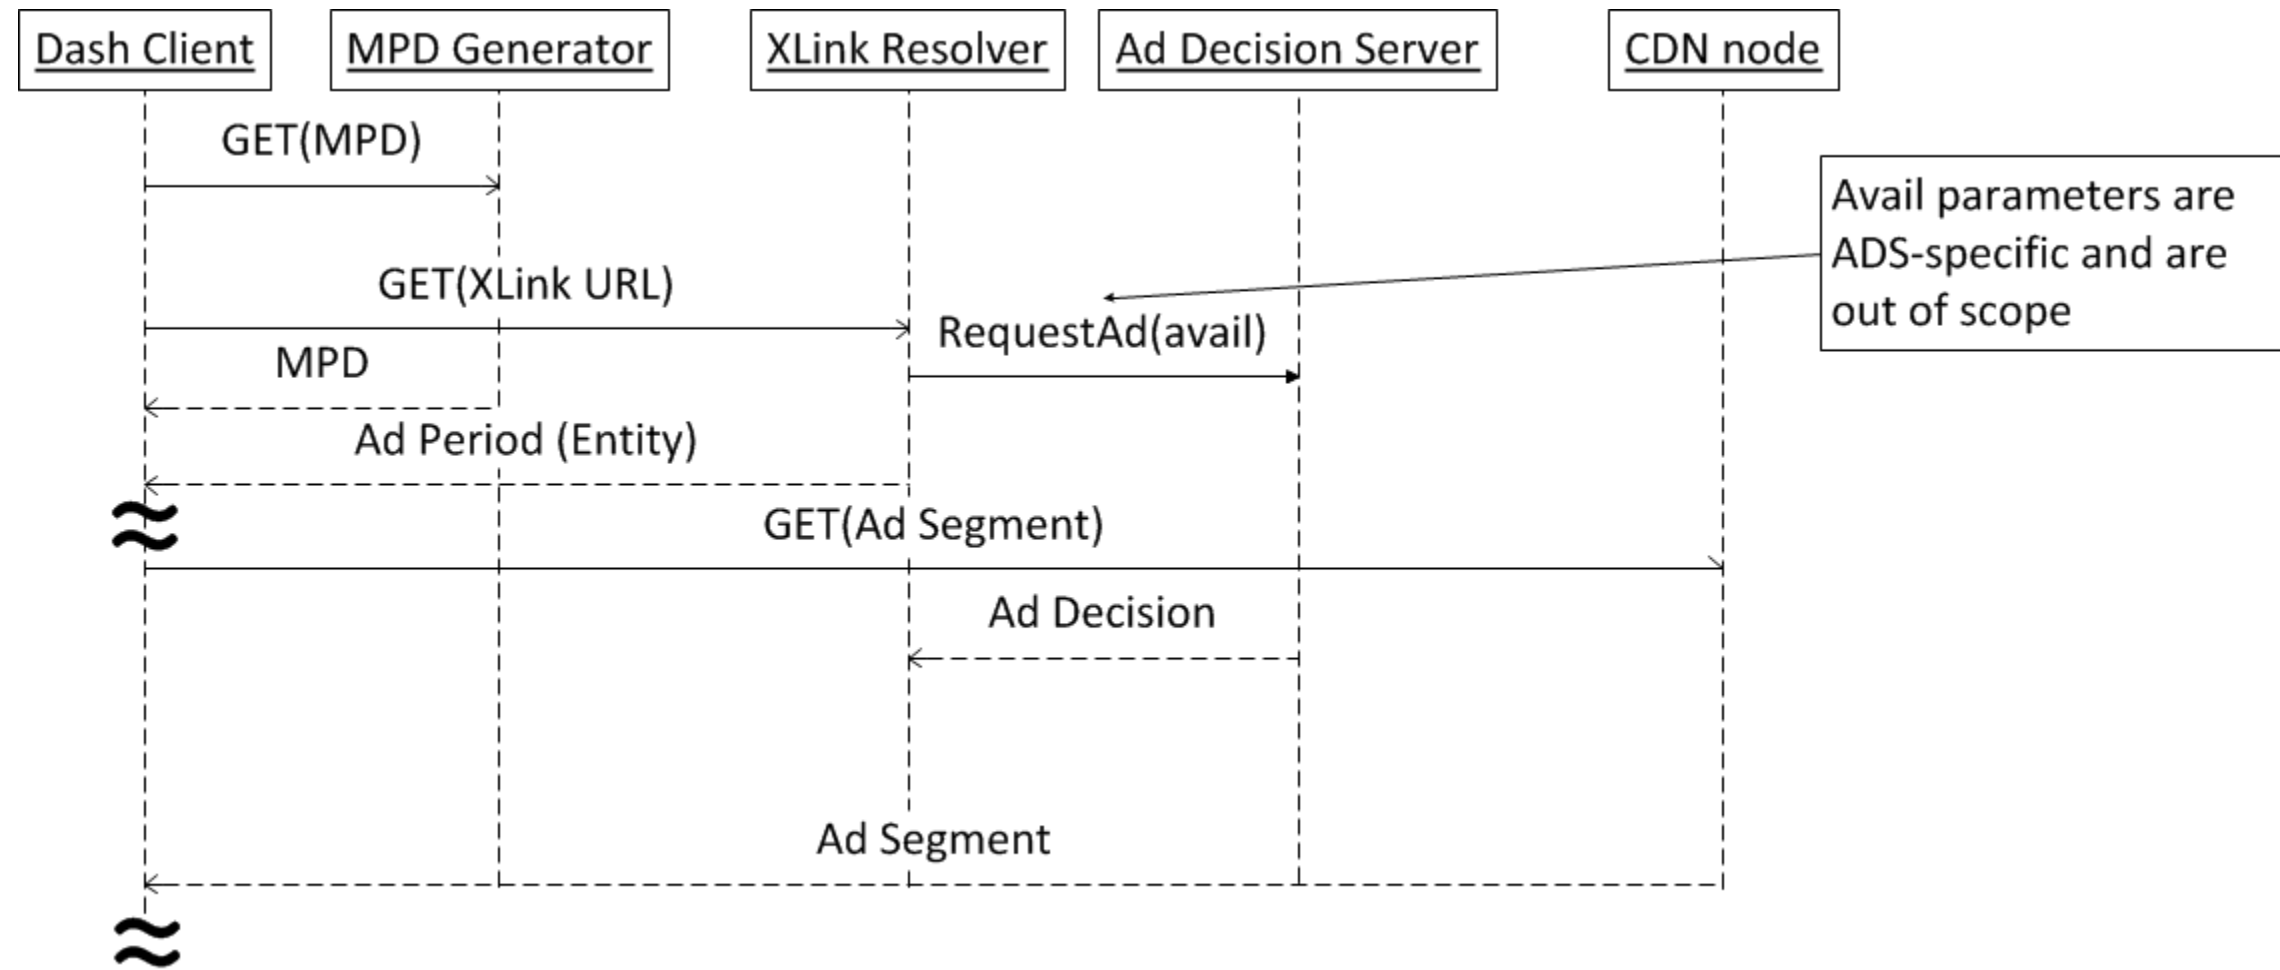 Dash Client
MPD Generator
XLink Resolver
Ad Decision Server
CDN node
GET(MPD)
Avail parameters are
ADS-specific and are
out of scope
GET(XLink URL)
RequestAd(avail)
MPD
Ad Period (Entity)
GET(Ad Segment)
Ad Decision
Ad Segment